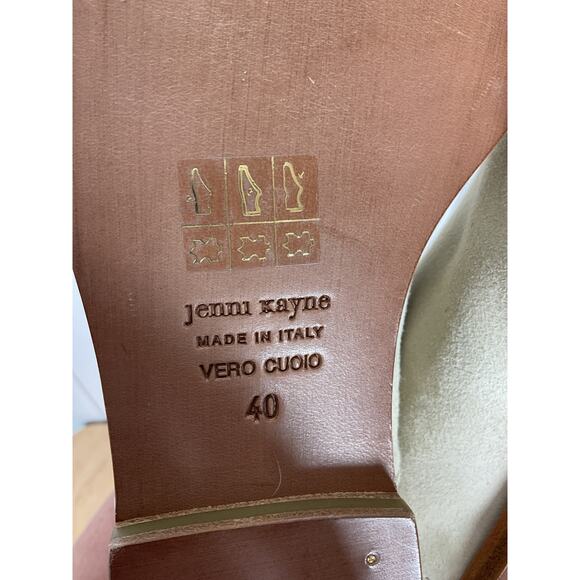 jenni kayne
MADE IN ITALY
VERO CUOIO
40